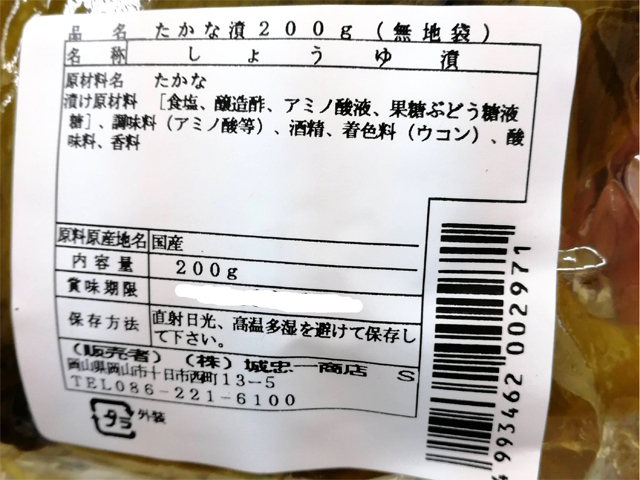 品名 たかな漬200g(無地袋)
名称 しょうゆ漬
原材料名 たかな
漬け原材料 [食塩、醸造酢、アミノ酸液、果糖ぶどう糖液
糖]、調味料(アミノ酸等)、酒精、着色料(ウコン)、酸
味料、香料
原料原産地名 国産
内容量 200g
賞味期限
保存方法 直射日光、高温多湿を避けて保存し
て下さい。
(販売者) (株)城忠一商店 S
岡山県岡山市十日市西町13-5
TEL086-221-6100
プラ 外装
4993462002971